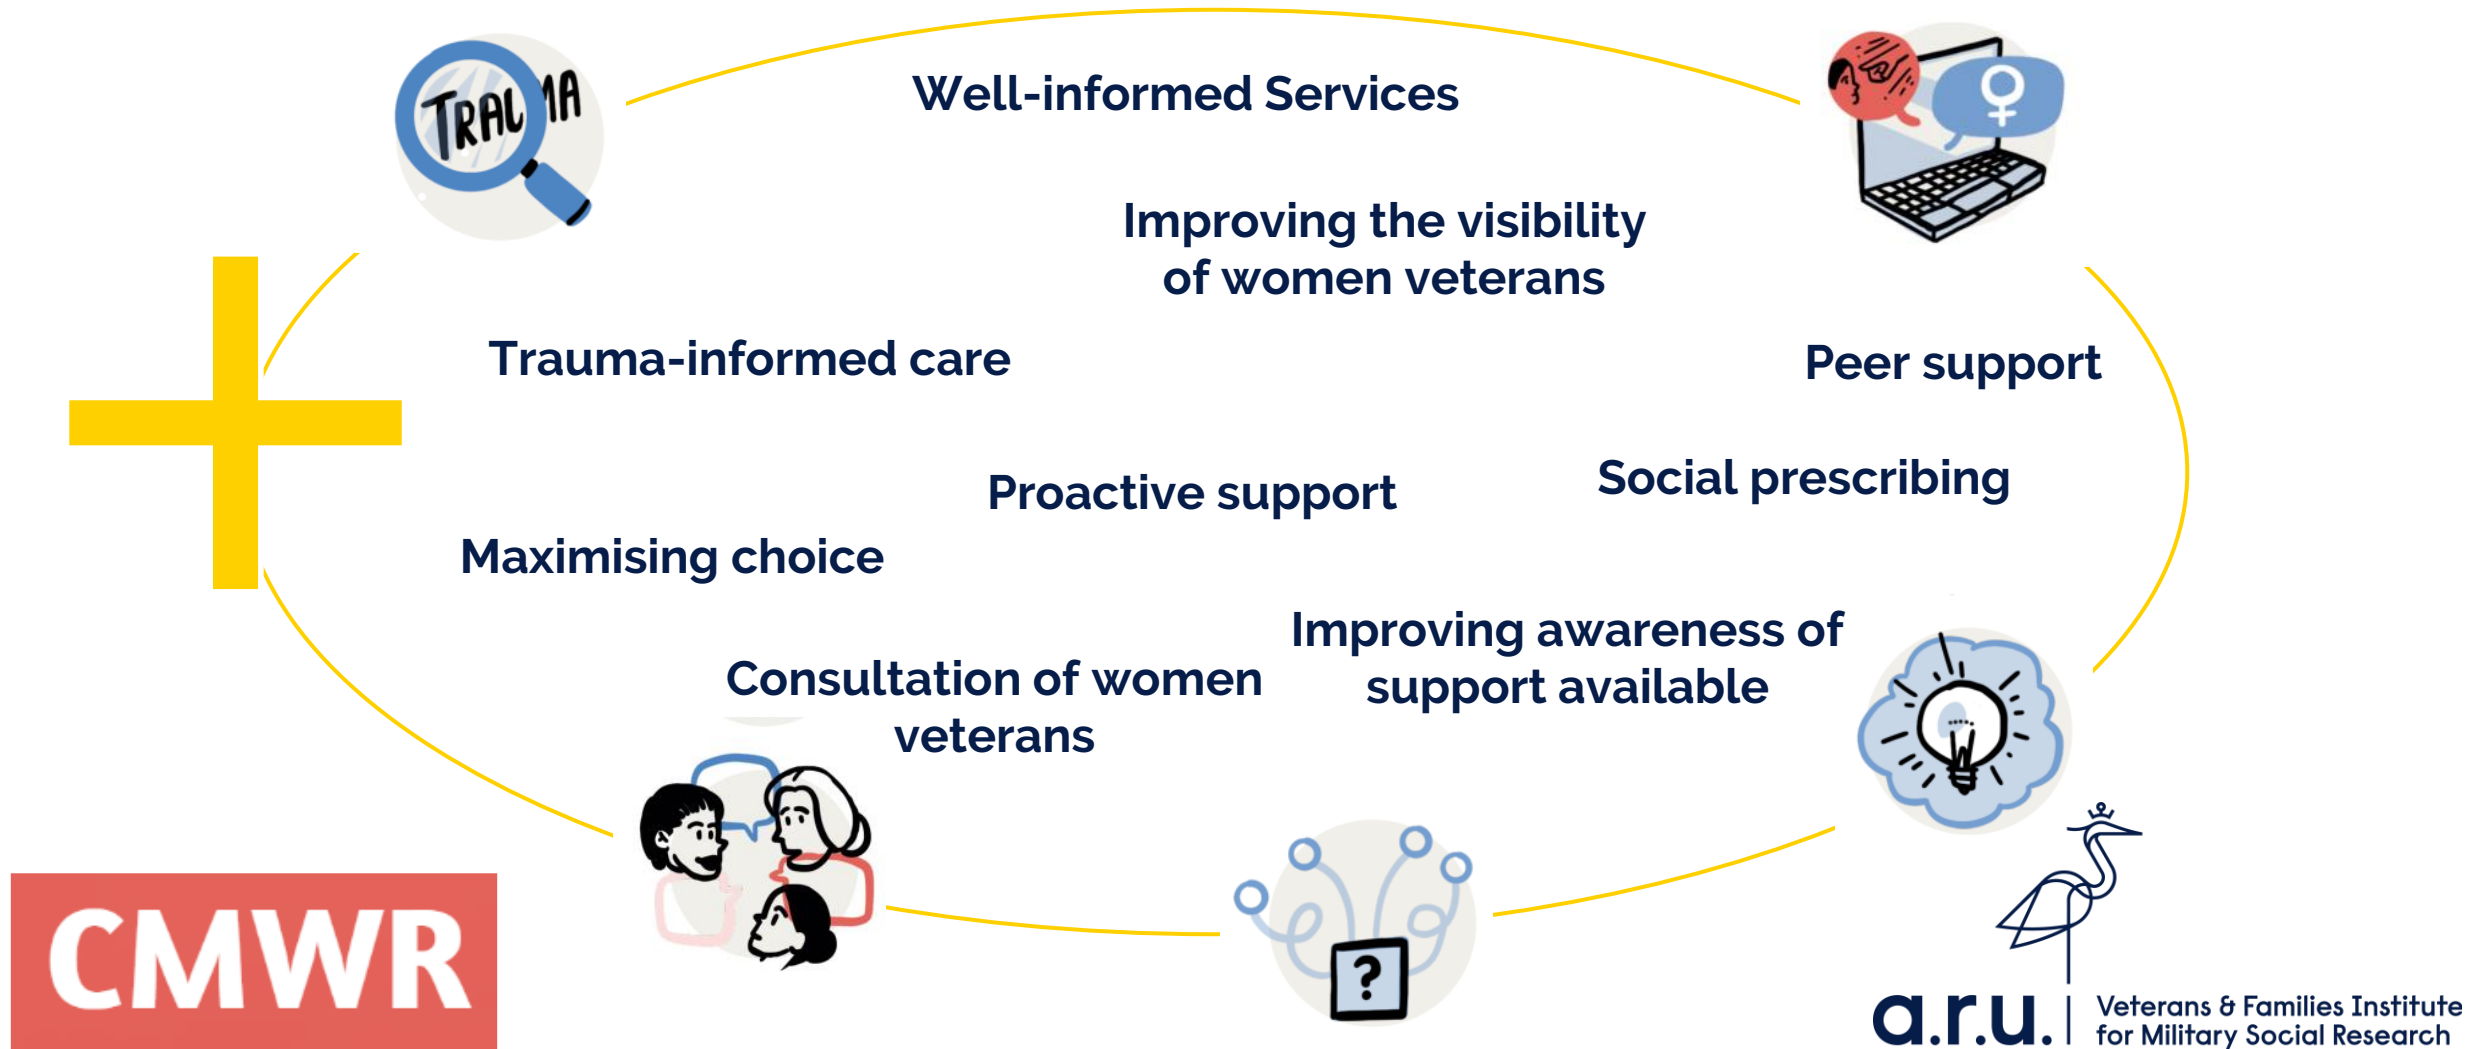 TRAUMA
Well-informed Services
Improving the visibility
of women veterans
Trauma-informed care
Peer support
Proactive support
Social prescribing
Maximising choice
Improving awareness of
support available
Consultation of women
veterans
?
CMWR
a.r.u.
Veterans & Families Institute
for Military Social Research